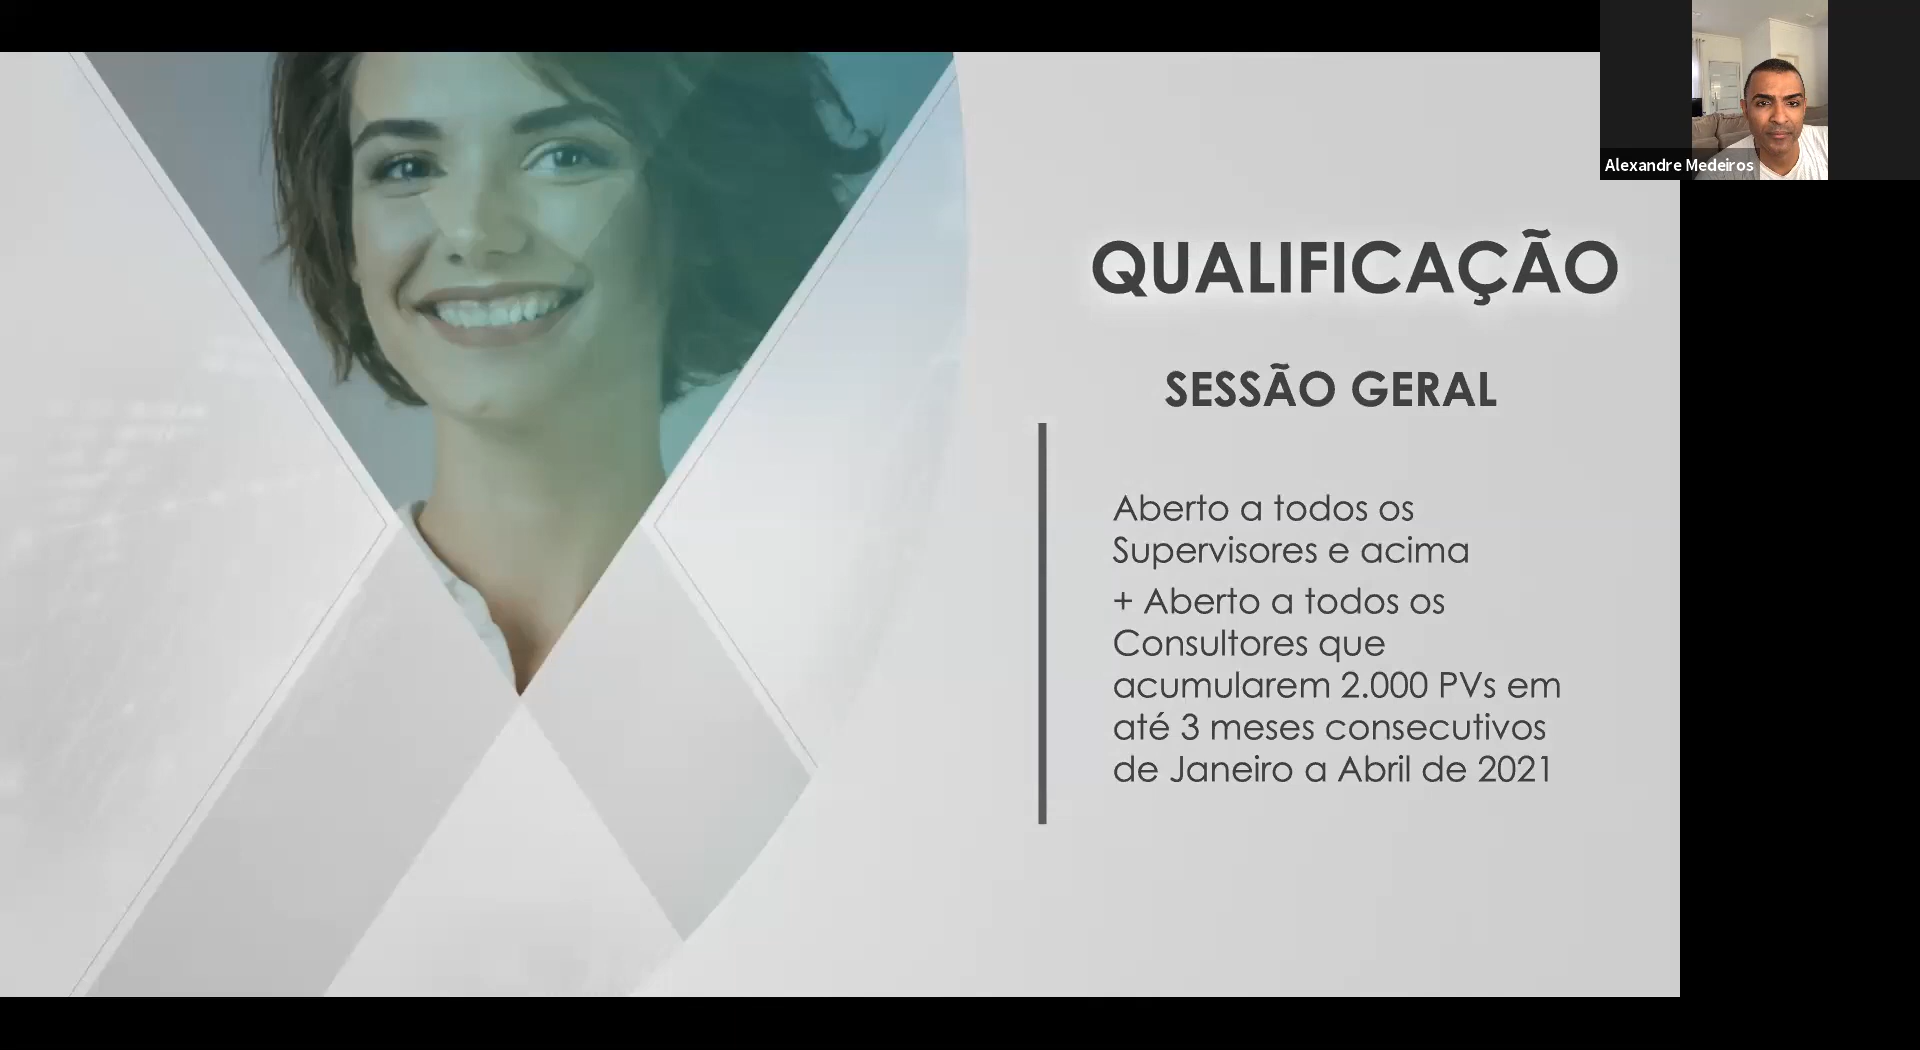 Alexandre Medeiros
QUALIFICAÇÃO
SESSÃO GERAL
Aberto a todos os
Supervisores e acima
+ Aberto a todos os
Consultores que
acumularem 2.000 PVs em
até 3 meses consecutivos
de Janeiro a Abril de 2021